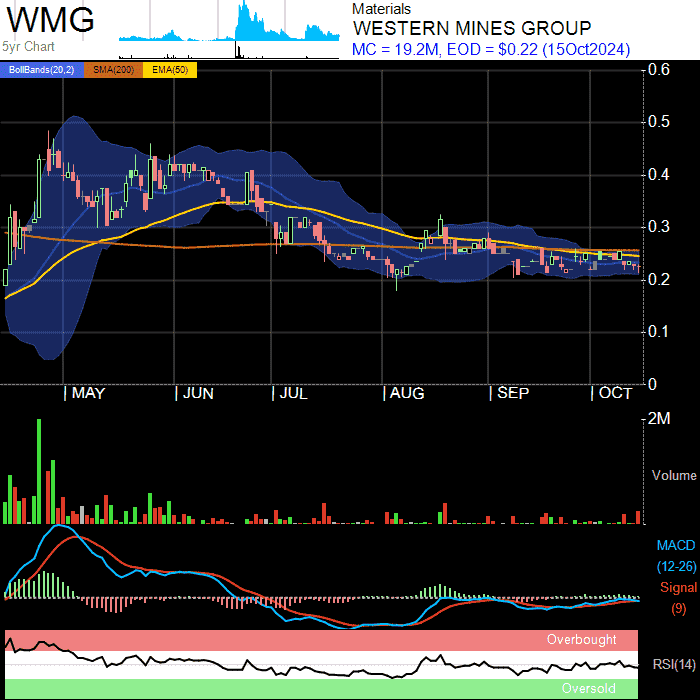 WMG
5yr Chart
Materials
WESTERN MINES GROUP
MC = 19.2M, EOD = $0.22 (15Oct2024)
BollBands(20,2) SMA(200) EMA(50)
0.6
0.5
0.4
0.3
0.2
0.1
0
MAY JUN JUL AUG SEP OCT
2M
Volume
MACD
(12-26)
Signal
(9)
Overbought
RSI(14)
Oversold